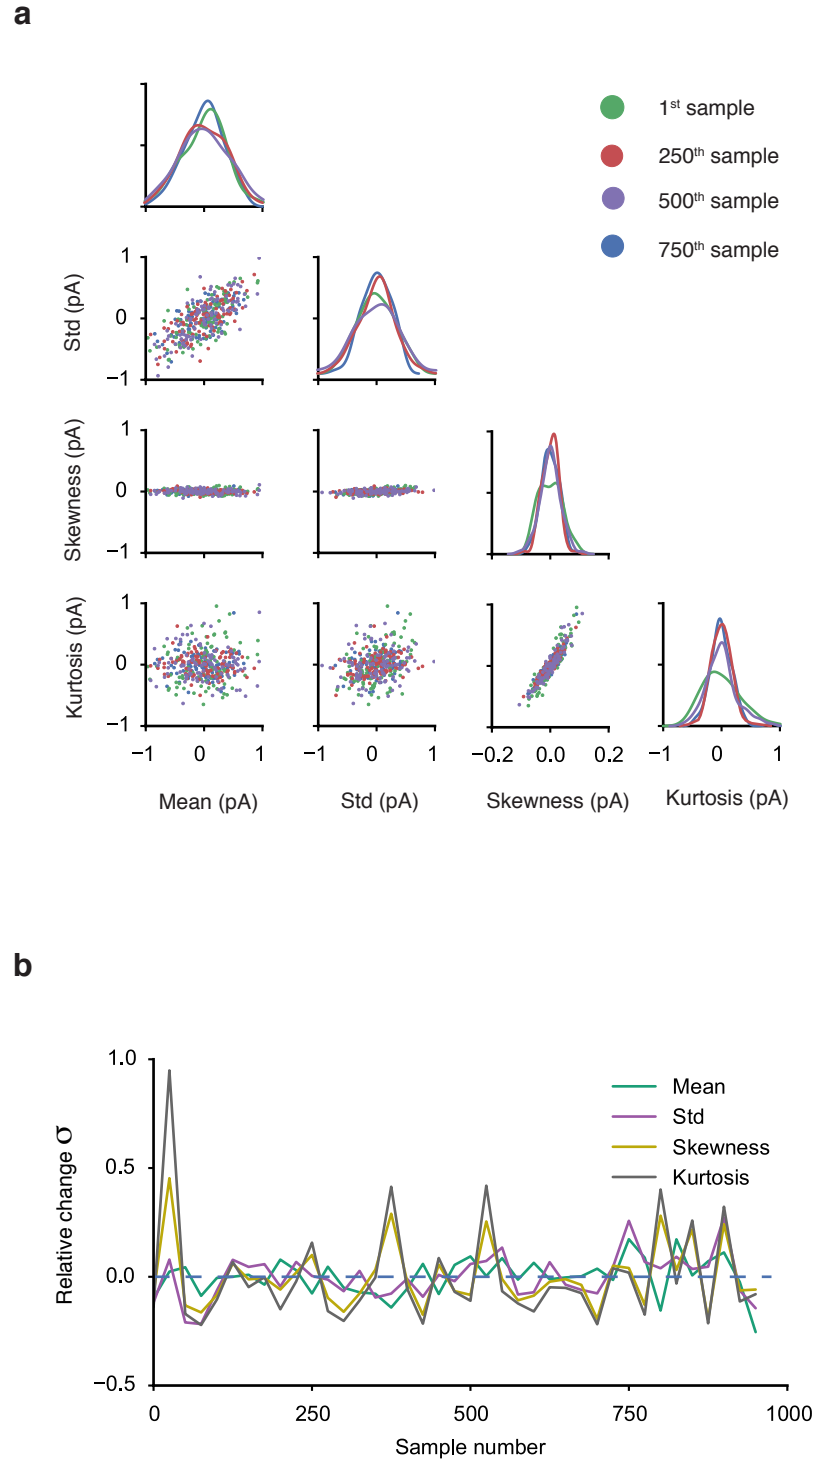 a
1st sample
250th sample
500th sample
750th sample
Std (pA)
1
0
−1
Skewness (pA)
1
0
−1
Kurtosis (pA)
1
0
−1
−1 0 1 −1 0 1 −0.2 0.0 0.2 −1 0 1
Mean (pA) Std (pA) Skewness (pA) Kurtosis (pA)
b
Relative change σ
1.0
0.5
0.0
−0.5
Mean
Std
Skewness
Kurtosis
0 250 500 750 1000
Sample number